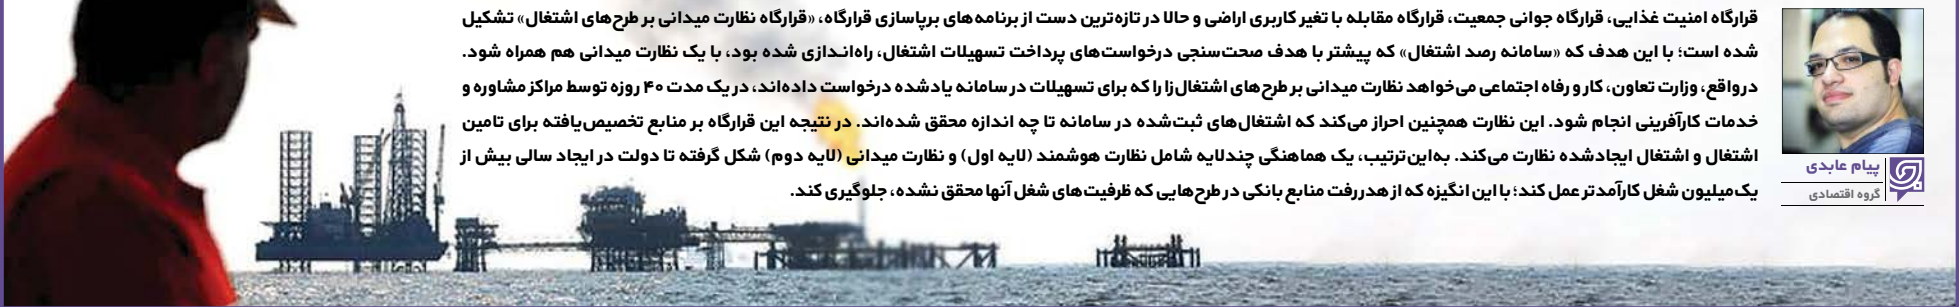 قرارگاه امنیت غذایی، قرارگاه جوانی جمعیت، قرارگاه مقابله با تغیر کاربری اراضی و حالا در تازه‌ترین دست از برنامه‌های برپاسازی قرارگاه، «قرارگاه نظارت میدانی بر طرح‌های اشتغال» تشکیل
شده است؛ با این هدف که «سامانه رصد اشتغال» که پیشتر با هدف صحت‌سنجی درخواست‌های پرداخت تسهیلات اشتغال، راه‌اندازی شده بود، با یک نظارت میدانی هم همراه شود.
درواقع، وزارت تعاون، کار و رفاه اجتماعی می‌خواهد نظارت میدانی بر طرح‌های اشتغال‌زا را که برای تسهیلات در سامانه یادشده درخواست داده‌اند، در یک مدت ۴۰ روزه توسط مراکز مشاوره و
خدمات کارآفرینی انجام شود. این نظارت همچنین احراز می‌کند که اشتغال‌های ثبت‌شده در سامانه تا چه اندازه محقق شده‌اند. در نتیجه این قرارگاه بر منابع تخصیص‌یافته برای تامین
اشتغال و اشتغال ایجادشده نظارت می‌کند. به‌این‌ترتیب، یک هماهنگی چندلایه شامل نظارت هوشمند (لایه اول) و نظارت میدانی (لایه دوم) شکل گرفته تا دولت در ایجاد سالی بیش از
یک‌میلیون شغل کارآمدتر عمل کند؛ با این انگیزه که از هدررفت منابع بانکی در طرح‌هایی که ظرفیت‌های شغل آنها محقق نشده، جلوگیری کند.
پیام عابدی
گروه اقتصادی